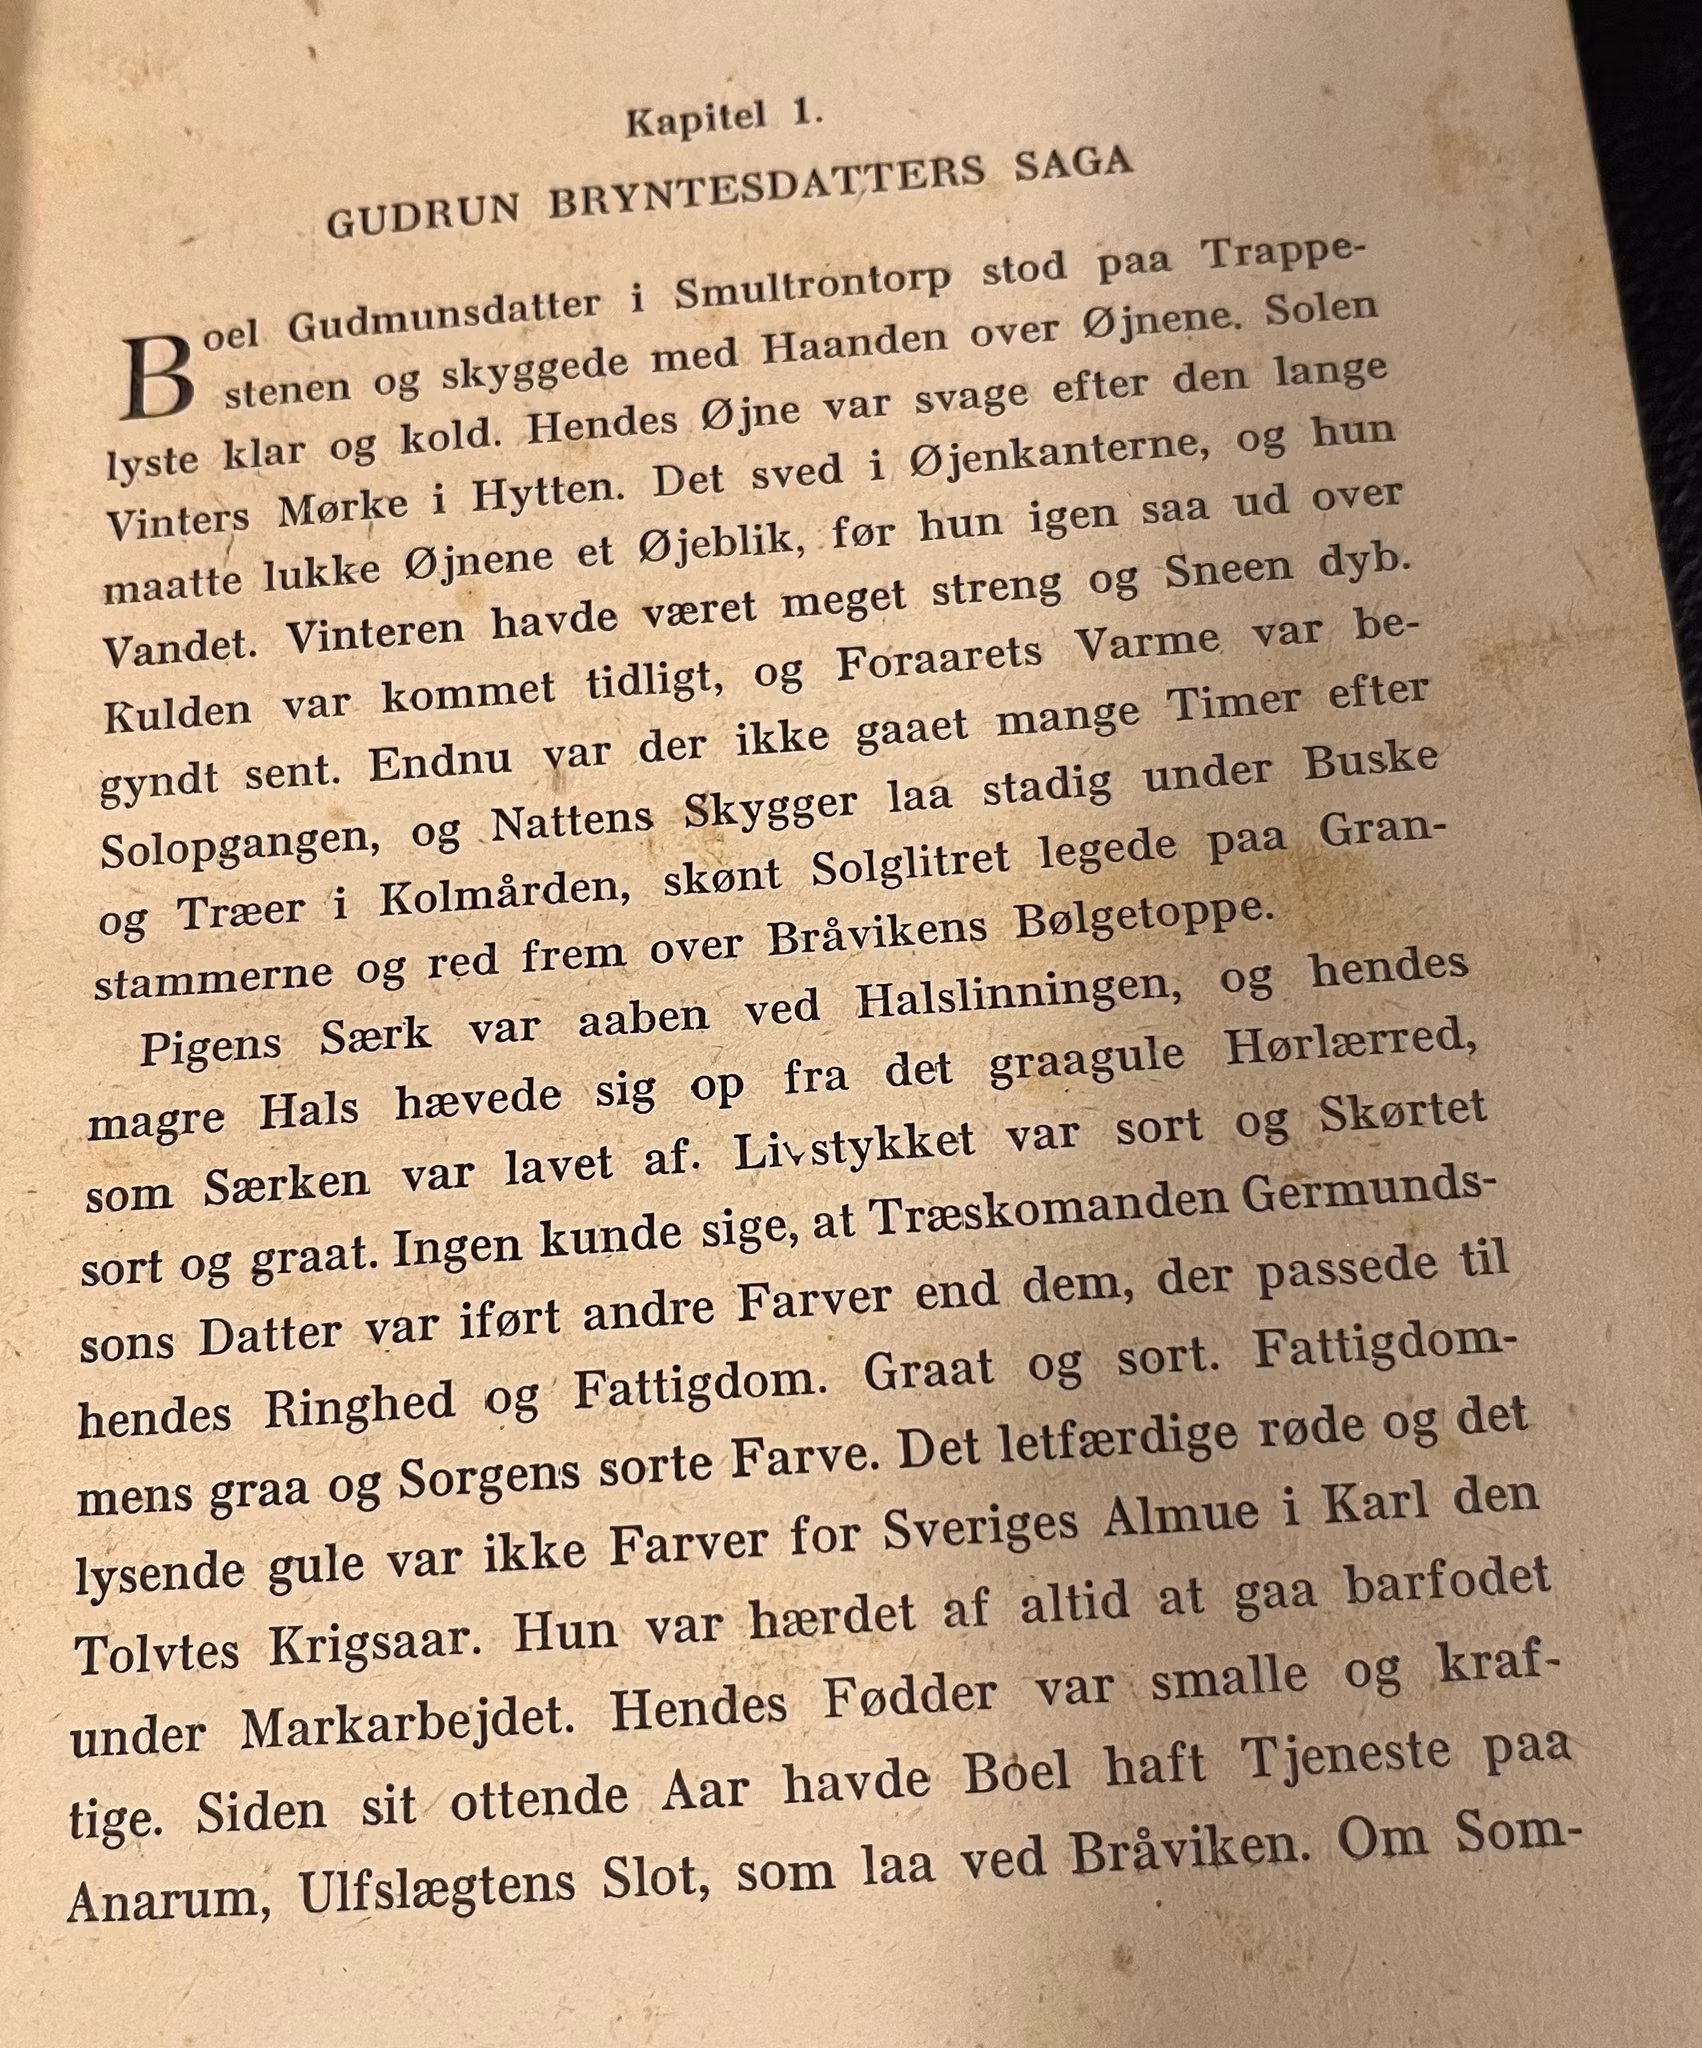 Kapitel 1.
GUDRUN BRYNTESDATTERS SAGA
Boel Gudmunsdatter i Smultrontorp stod paa Trappe-
stenen og skyggede med Haanden over Øjnene. Solen
lyste klar og kold. Hendes Øjne var svage efter den lange
Vinters Mørke i Hytten. Det sved i Øjenkanterne, og hun
maatte lukke Øjnene et Øjeblik, før hun igen saa ud over
Vandet. Vinteren havde været meget streng og Sneen dyb.
Kulden var kommet tidligt, og Foraarets Varme var be-
gyndt sent. Endnu var der ikke gaaet mange Timer efter
Solopgangen, og Nattens Skygger laa stadig under Buske
og Træer i Kolmården, skønt Solglitret legede paa Gran-
stammerne og red frem over Bråvikens Bølgetoppe.
Pigens Særk var aaben ved Halslinningen, og hendes
magre Hals hævede sig op fra det graagule Hørlærred,
som Særken var lavet af. Livstykket var sort og Skørtet
sort og graat. Ingen kunde sige, at Træskomanden Germunds-
sons Datter var iført andre Farver end dem, der passede til
hendes Ringhed og Fattigdom. Graat og sort. Fattigdom-
mens graa og Sorgens sorte Farve. Det letfærdige røde og det
lysende gule var ikke Farver for Sveriges Almue i Karl den
Tolvtes Krigsaar. Hun var hærdet af altid at gaa barfodet
under Markarbejdet. Hendes Fødder var smalle og kraf-
tige. Siden sit ottende Aar havde Boel haft Tjeneste paa
Anarum, Ulfslægtens Slot, som laa ved Bråviken. Om Som-